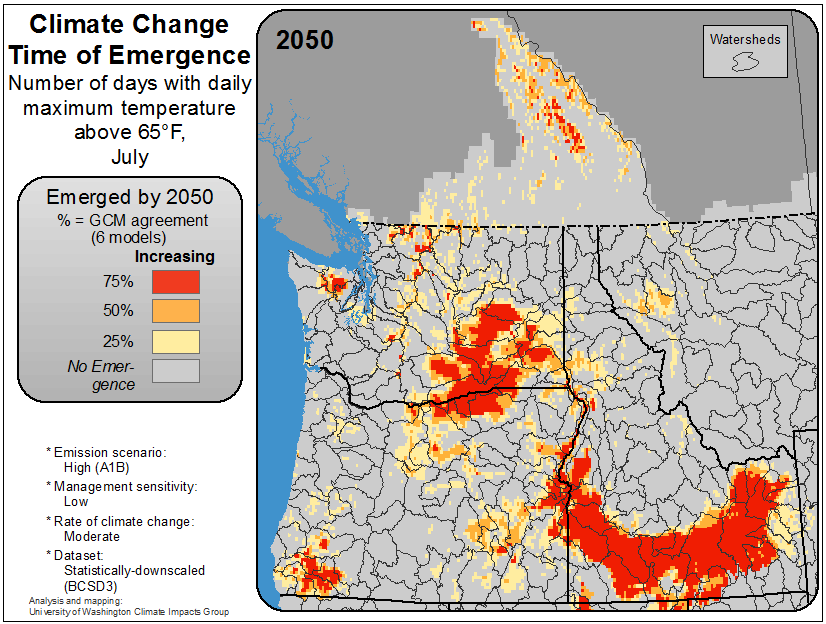 Climate Change
Time of Emergence
Number of days with daily
maximum temperature
above 65°F,
July
Emerged by 2050
% = GCM agreement
(6 models)
Increasing
75%
50%
25%
No Emer-
gence
* Emission scenario:
High (A1B)
* Management sensitivity:
Low
* Rate of climate change:
Moderate
* Dataset:
Statistically-downscaled
(BCSD3)
Analysis and mapping:
University of Washington Climate Impacts Group
2050
Watersheds